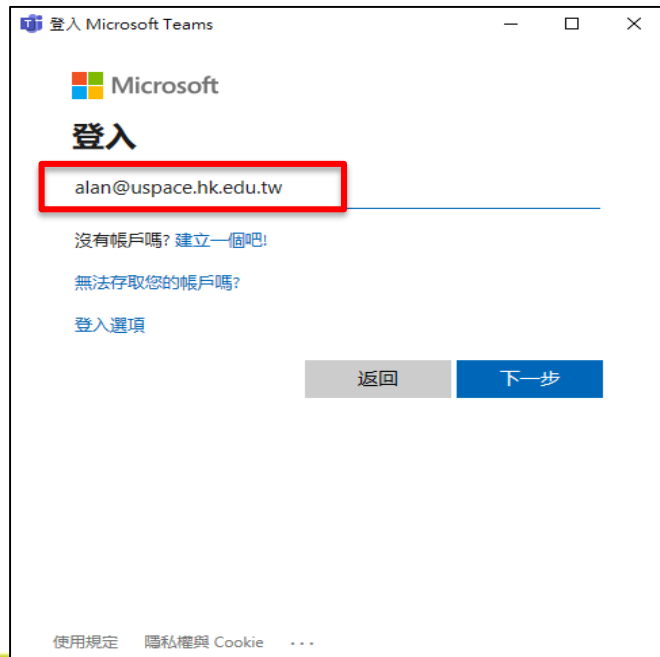 登入 Microsoft Teams
Microsoft
登入
alan@uspace.hk.edu.tw
沒有帳戶嗎? 建立一個吧!
無法存取您的帳戶嗎?
登入選項
返回 下一步
使用規定 隱私權與 Cookie ...